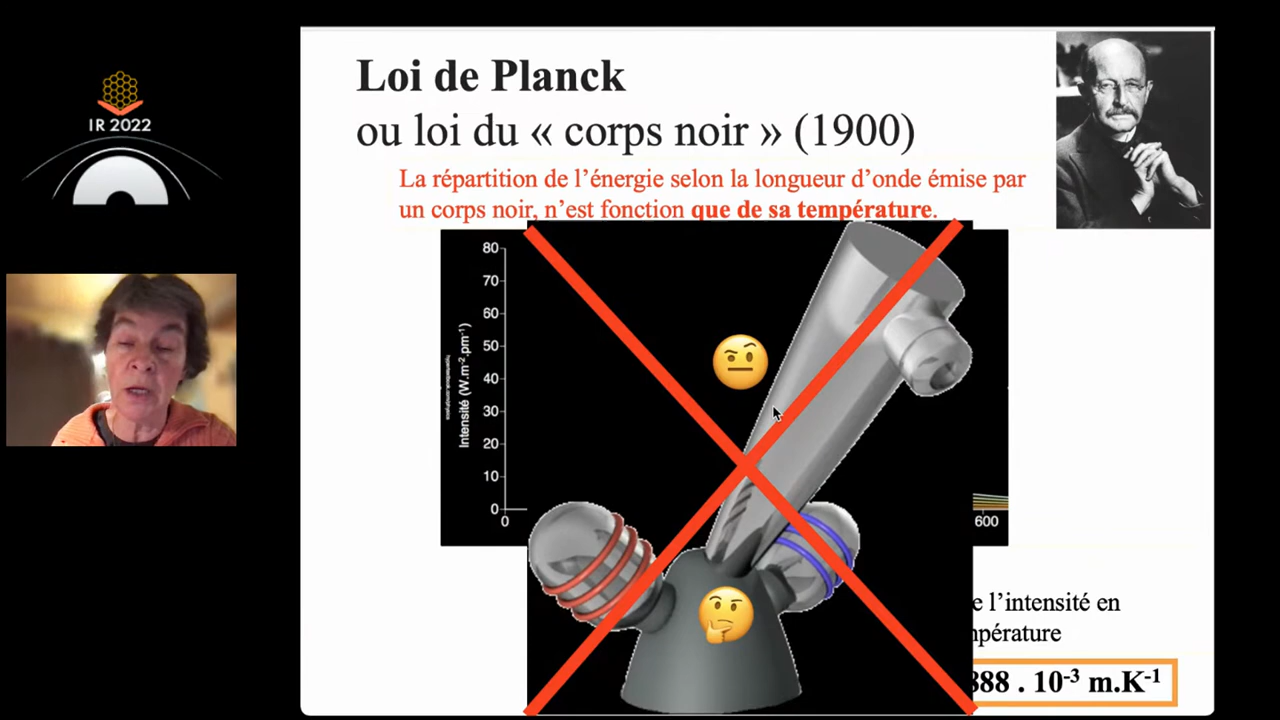 IR 2022
Loi de Planck
ou loi du « corps noir » (1900)
La répartition de l’énergie selon la longueur d’onde émise par
un corps noir, n’est fonction que de sa température.
80
70
60
50
40
30
20
10
0
Intensité (W.m-2.pm-1)
0
600
e l’intensité en
npérature
888 . 10-3 m.K-1